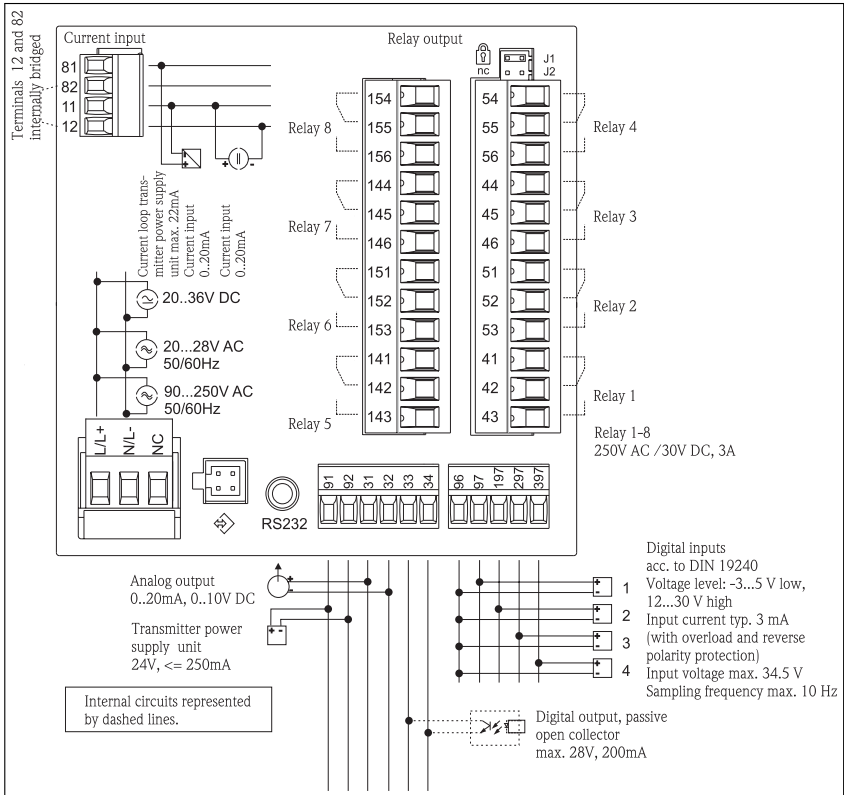 Terminals 12 and 82
internally bridged
Current input
81
82
11
12
Current loop trans-
mitter power supply
unit max. 22mA
Current input
0..20mA
Current input
0..20mA
+ -
Relay output
nc
J1
J2
154
155
156
144
145
146
151
152
153
141
142
143
Relay 8
Relay 7
Relay 6
Relay 5
54
55
56
44
45
46
51
52
53
41
42
43
Relay 4
Relay 3
Relay 2
Relay 1
Relay 1-8
250V AC /30V DC, 3A
20..36V DC
20...28V AC
50/60Hz
90...250V AC
50/60Hz
L/L+
N/L-
NC
RS232
91
92
31
32
33
34
96
97
197
297
397
Analog output
0..20mA, 0..10V DC
+
-
Transmitter power
supply unit
24V, <= 250mA
+ -
Internal circuits represented
by dashed lines.
+
-
1
+
-
2
+
-
3
+
-
4
Digital inputs
acc. to DIN 19240
Voltage level: -3...5 V low,
12...30 V high
Input current typ. 3 mA
(with overload and reverse
polarity protection)
Input voltage max. 34.5 V
Sampling frequency max. 10 Hz
Digital output, passive
open collector
max. 28V, 200mA